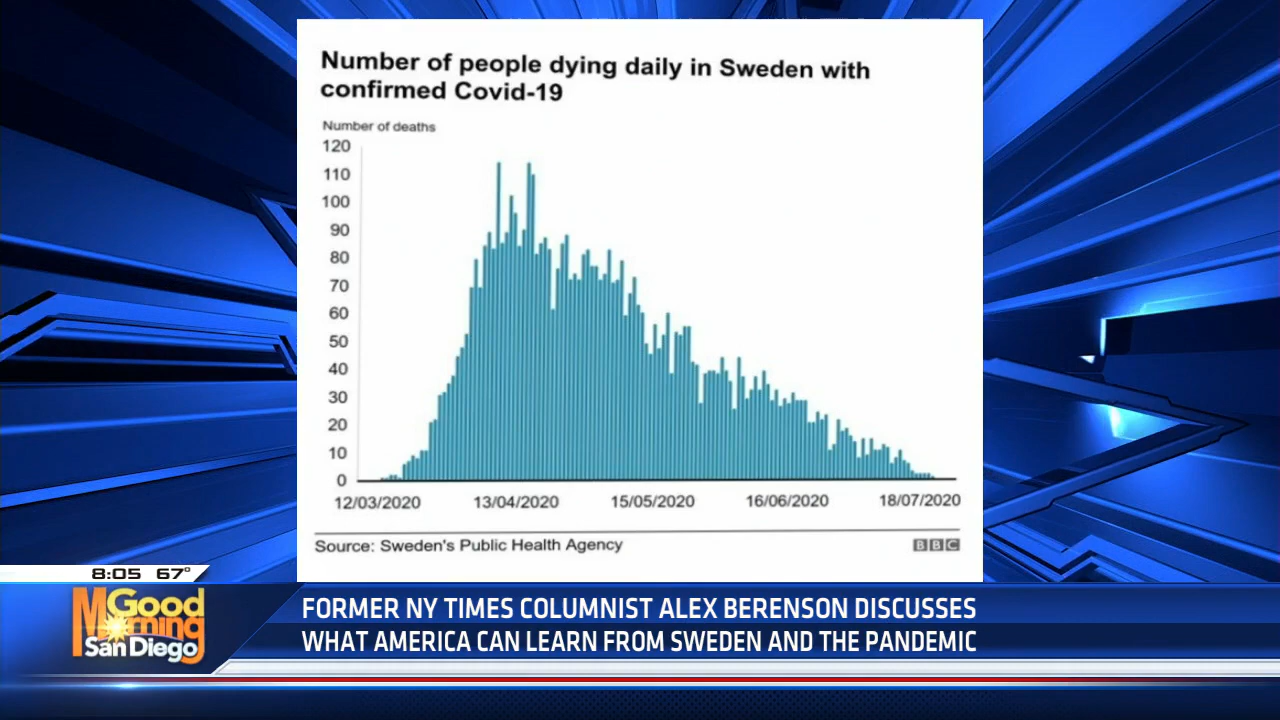 Number of people dying daily in Sweden with
confirmed Covid-19
Number of deaths
120
110
100
90
80
70
60
50
40
30
20
10
0
12/03/2020 13/04/2020 15/05/2020 16/06/2020 18/07/2020
Source: Sweden's Public Health Agency BBC
8:05 67°
Good
Morning
San Diego
FORMER NY TIMES COLUMNIST ALEX BERENSON DISCUSSES
WHAT AMERICA CAN LEARN FROM SWEDEN AND THE PANDEMIC